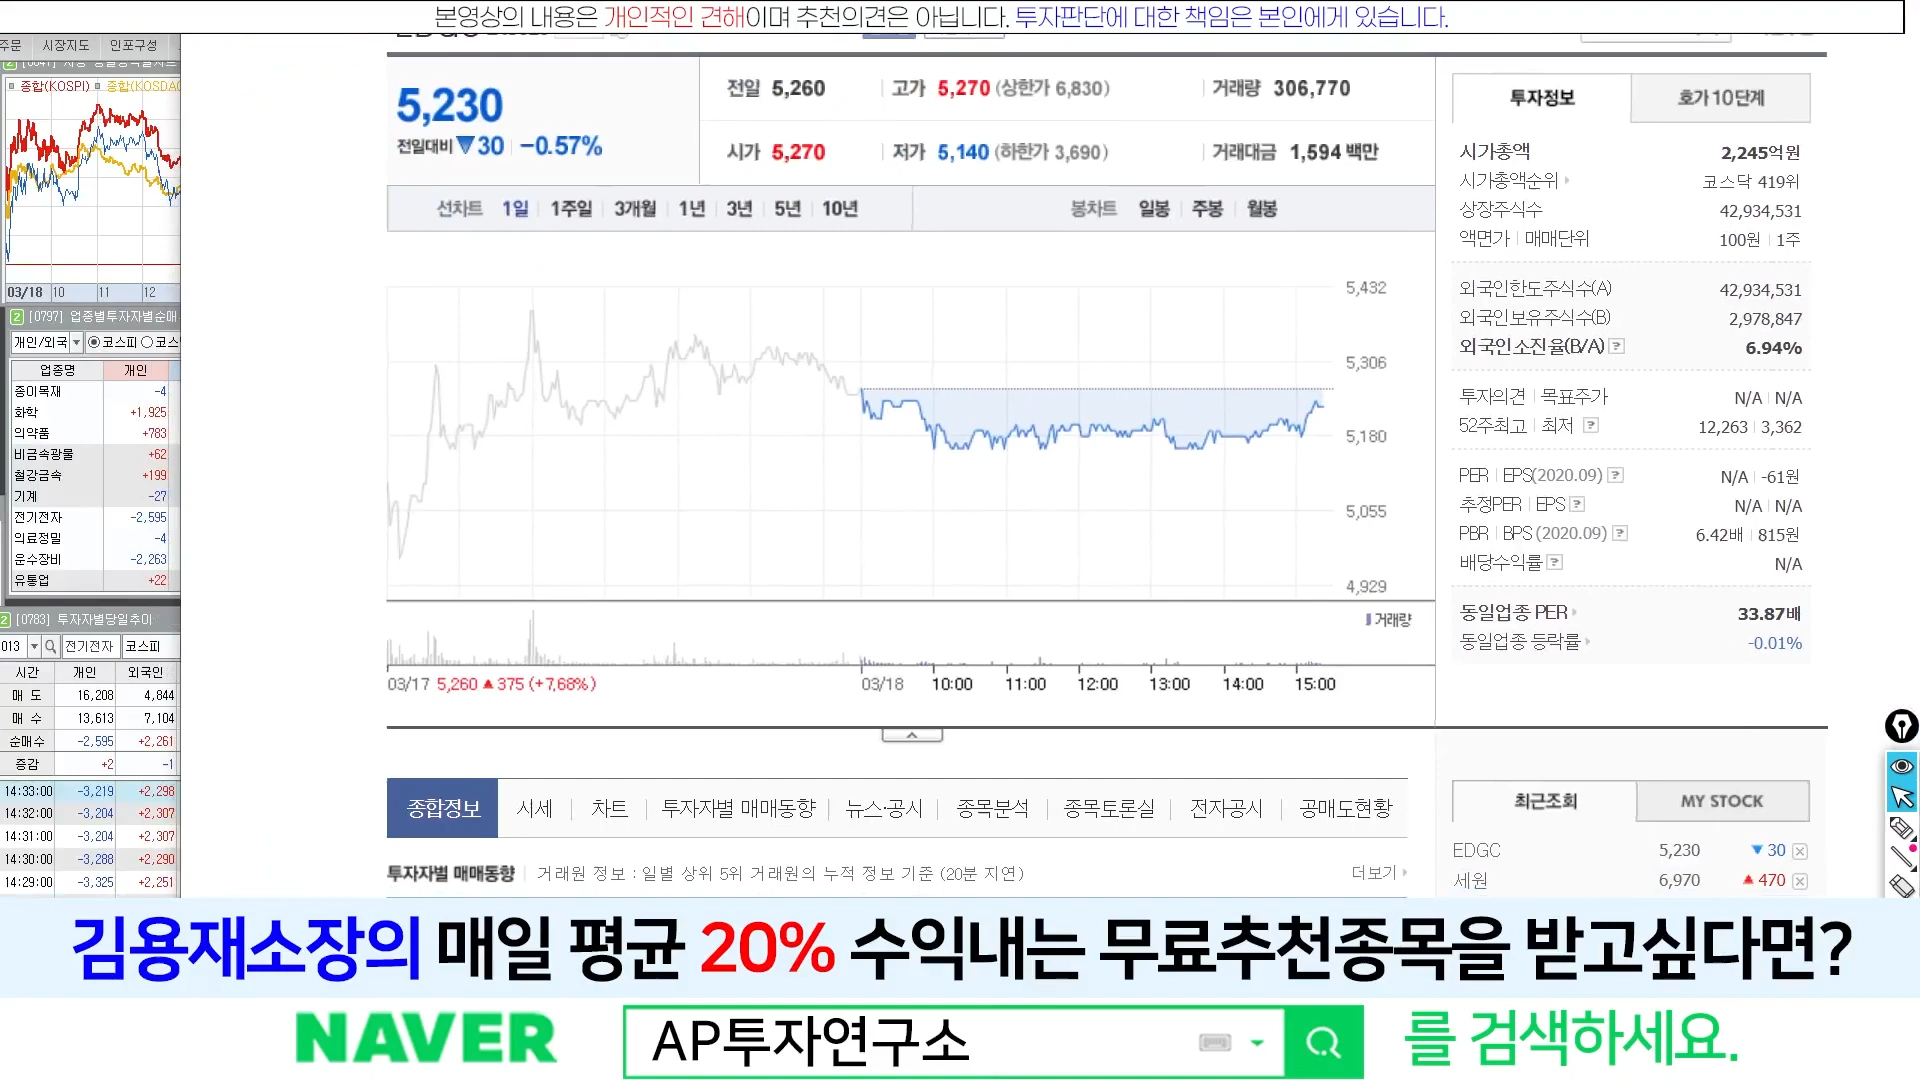 본영상의 내용은 개인적인 견해이며 추천의견은 아닙니다. 투자판단에 대한 책임은 본인에게 있습니다.
주문 시장지도 인포구성
종합(KOSPI) 종합(KOSDAQ
03/18 10 11 12
2 [0797] 업종별투자자별순매
개인/외국 코스피 코스
업종명 개인
종이목재 -4
화학 +1,925
의약품 +783
비금속광물 +62
철강금속 +199
기계 -27
전기전자 -2,595
의료정밀 -4
운수장비 -2,263
유통업 +22
2 [0783] 투자자별당일추이
013 전기전자 코스피
시간 개인 외국인
매 도 16,208 4,844
매 수 13,613 7,104
순매수 -2,595 +2,261
증감 +2 -1
14:33:00 -3,219 +2,298
14:32:00 -3,204 +2,307
14:31:00 -3,204 +2,307
14:30:00 -3,288 +2,290
14:29:00 -3,325 +2,251
5,230
전일대비 ▼30 -0.57%
전일 5,260 고가 5,270 (상한가 6,830) 거래량 306,770
시가 5,270 저가 5,140 (하한가 3,690) 거래대금 1,594 백만
선차트 1일 1주일 3개월 1년 3년 5년 10년 봉차트 일봉 주봉 월봉
5,432
5,306
5,180
5,055
4,929
거래량
03/17 5,260 ▲375 (+7,68%) 03/18 10:00 11:00 12:00 13:00 14:00 15:00
투자정보 호가 10단계
시가총액 2,245억원
시가총액순위 코스닥 419위
상장주식수 42,934,531
액면가 매매단위 100원 1주
외국인한도주식수(A) 42,934,531
외국인보유주식수(B) 2,978,847
외국인소진율(B/A) ? 6.94%
투자의견 목표주가 N/A N/A
52주최고 최저 ? 12,263 3,362
PER EPS(2020.09) ? N/A -61원
추정PER EPS ? N/A N/A
PBR BPS (2020.09) ? 6.42배 815원
배당수익률 ? N/A
동일업종 PER 33.87배
동일업종 등락률 -0.01%
종합정보 시세 차트 투자자별 매매동향 뉴스·공시 종목분석 종목토론실 전자공시 공매도현황
투자자별 매매동향 거래원 정보 : 일별 상위 5위 거래원의 누적 정보 기준 (20분 지연) 더보기
최근조회 MY STOCK
EDGC 5,230 ▼30
세원 6,970 ▲470
김용재소장의 매일 평균 20% 수익내는 무료추천종목을 받고싶다면?
NAVER AP투자연구소 를 검색하세요.